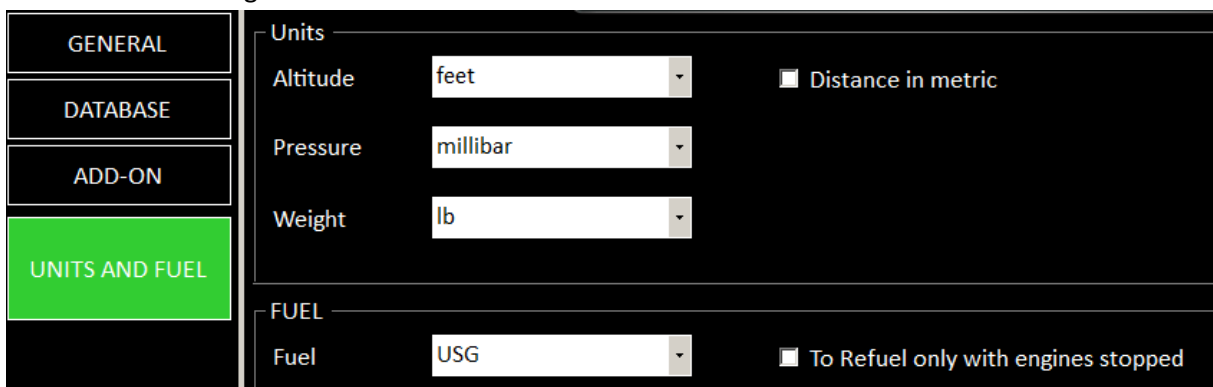 GENERAL
DATABASE
ADD-ON
UNITS AND FUEL
Units
Altitude feet Distance in metric
Pressure millibar
Weight lb
FUEL
Fuel USG To Refuel only with engines stopped